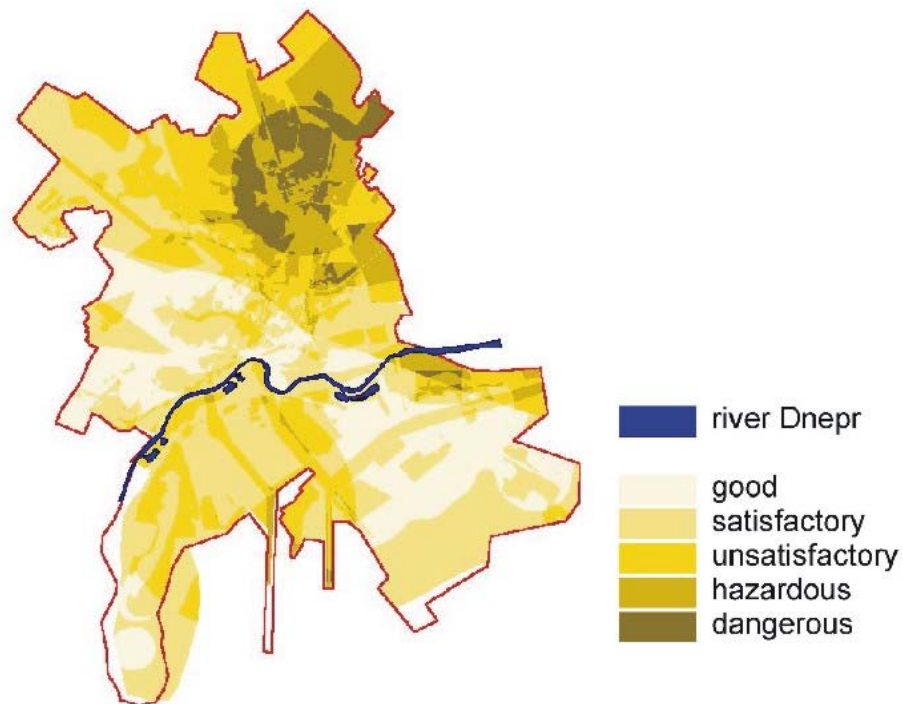 river Dnepr
good
satisfactory
unsatisfactory
hazardous
dangerous